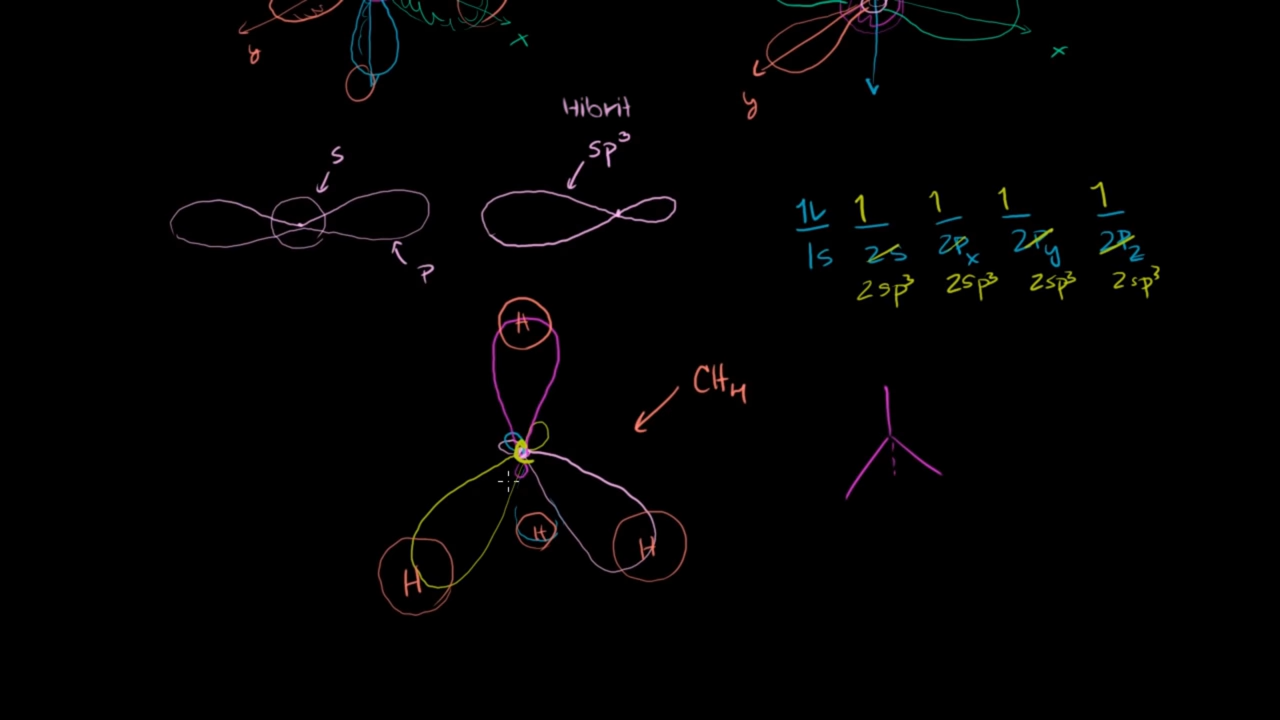 y
x
x
y
Hibrit
sp³
s
p
1 1 1 1 1
1s 2s 2Px 2Py 2Pz
2sp³ 2sp³ 2sp³ 2sp³
H
CH4
H
H
H